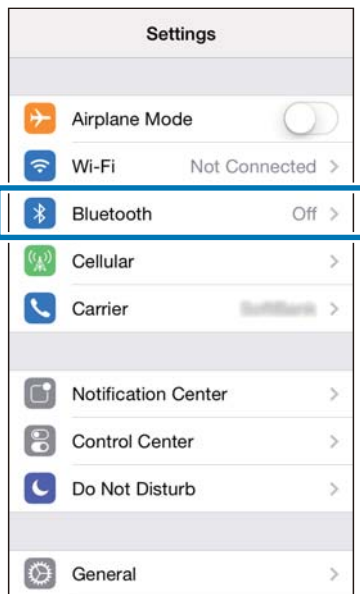 Settings
Airplane Mode
Wi-Fi Not Connected >
Bluetooth Off >
Cellular >
Carrier >
Notification Center >
Control Center >
Do Not Disturb >
General >